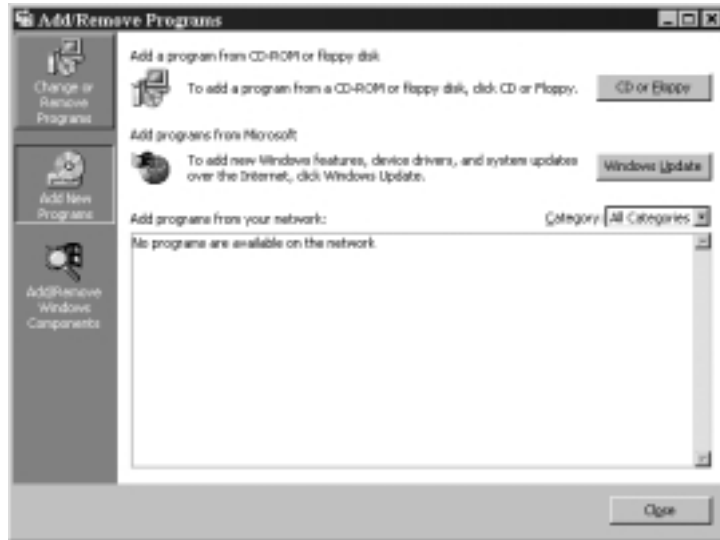 Add/Remove Programs
Change or
Remove
Programs
Add New
Programs
Add/Remove
Windows
Components
Add a program from CD-ROM or floppy disk
To add a program from a CD-ROM or floppy disk, click CD or Floppy.
CD or Floppy
Add programs from Microsoft
To add new Windows features, device drivers, and system updates
over the Internet, click Windows Update.
Windows Update
Add programs from your network:
Category: All Categories
No programs are available on the network
Close